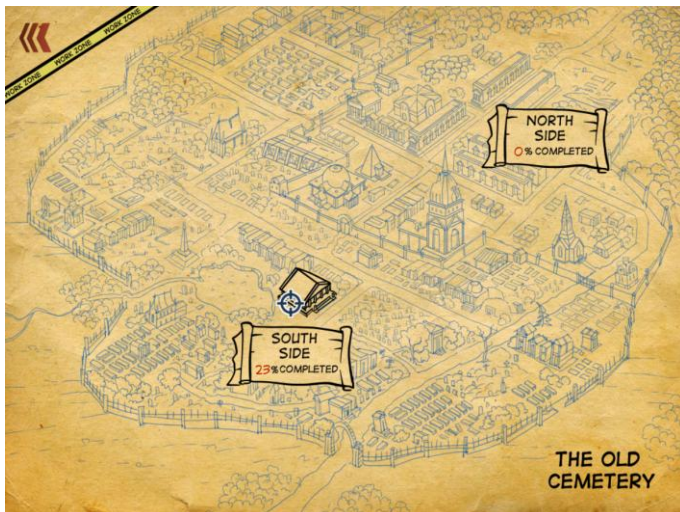 WORK ZONE
WORK ZONE
WORK ZONE
NORTH
SIDE
0% COMPLETED
SOUTH
SIDE
23% COMPLETED
THE OLD
CEMETERY